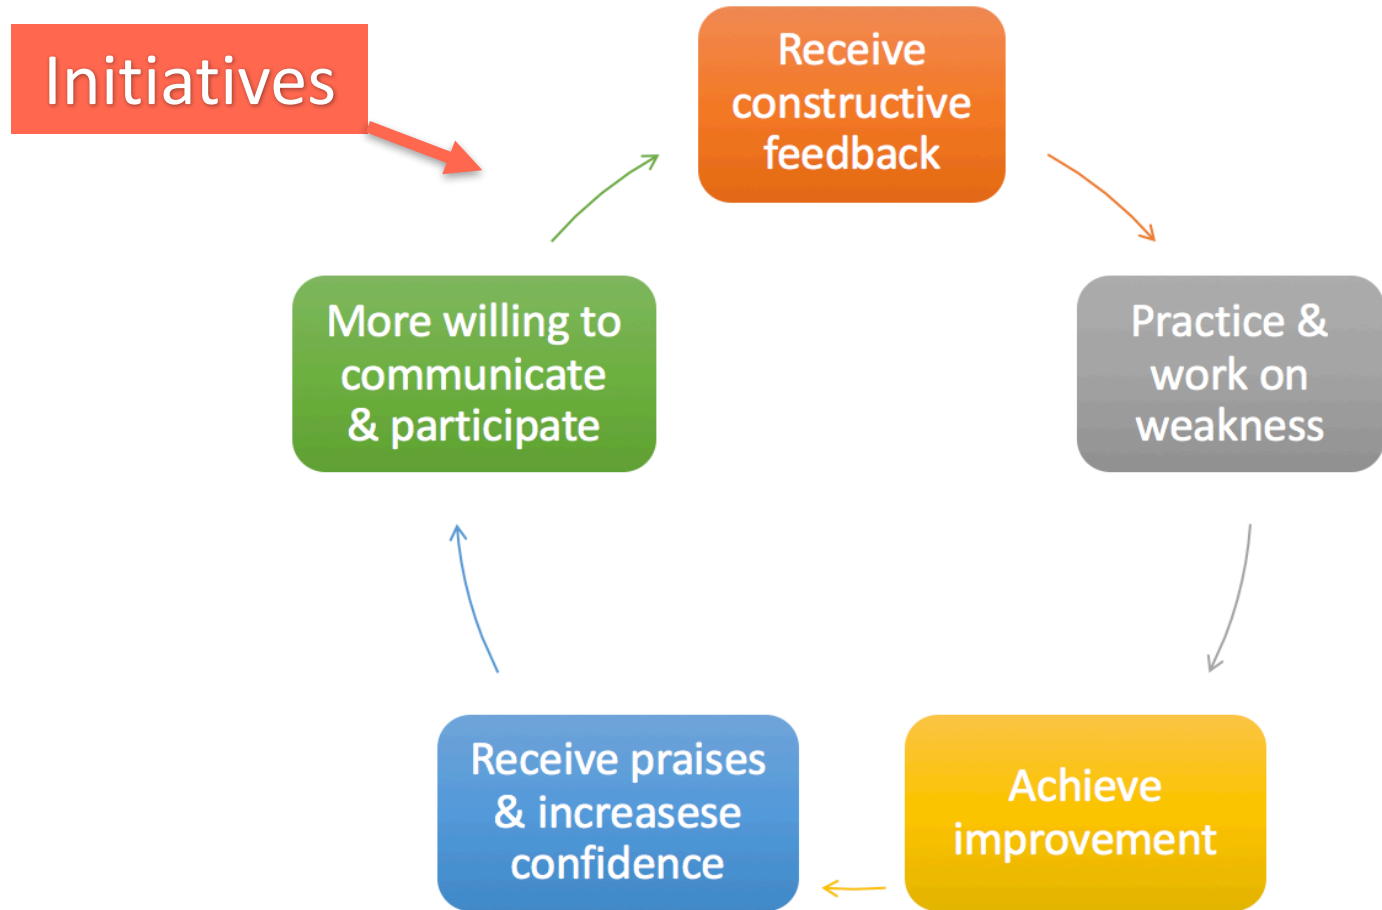 Initiatives
Receive
constructive
feedback
Practice &
work on
weakness
Achieve
improvement
Receive praises
& increasese
confidence
More willing to
communicate
& participate